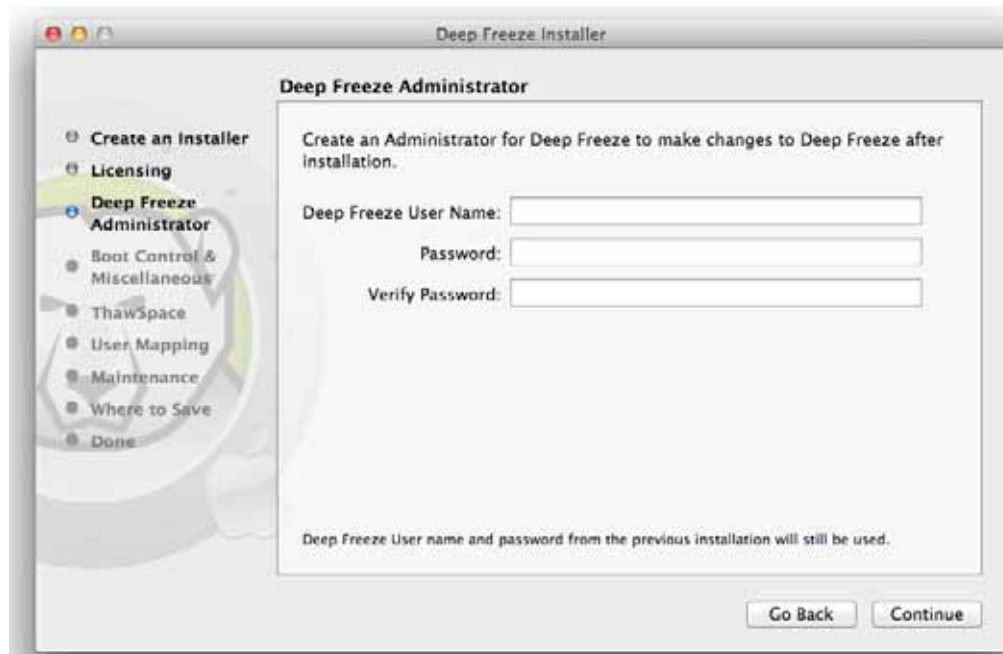 Deep Freeze Installer
Deep Freeze Administrator
Create an Installer
Licensing
Deep Freeze
Administrator
Boot Control &
Miscellaneous
ThawSpace
User Mapping
Maintenance
Where to Save
Done
Create an Administrator for Deep Freeze to make changes to Deep Freeze after
installation.
Deep Freeze User Name:
Password:
Verify Password:
Deep Freeze User name and password from the previous installation will still be used.
Go Back
Continue